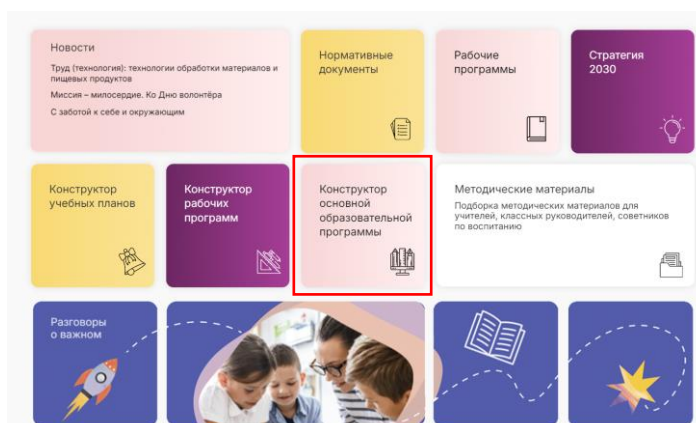 Новости
Труд (технология): технологии обработки материалов и
пищевых продуктов
Миссия – милосердие. Ко Дню волонтёра
С заботой к себе и окружающим
Нормативные
документы
Рабочие
программы
Стратегия
2030
Конструктор
учебных планов
Конструктор
рабочих
программ
Конструктор
основной
образовательной
программы
Методические материалы
Подборка методических материалов для
учителей, классных руководителей, советников
по воспитанию
Разговоры
о важном